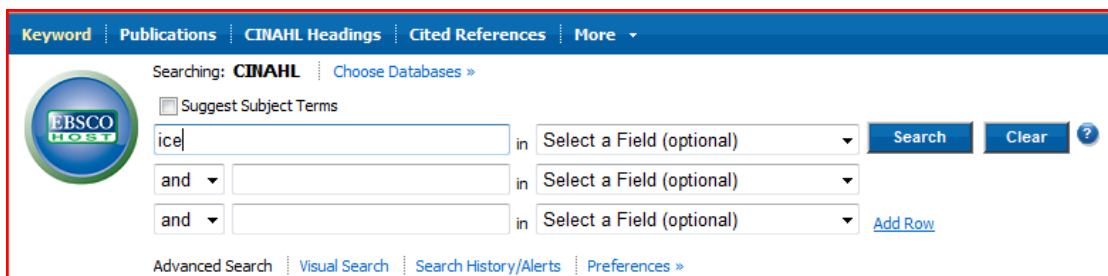 Keyword Publications CINAHL Headings Cited References More
Searching: CINAHL Choose Databases »
Suggest Subject Terms
EBSCO
HOST
ice in Select a Field (optional) Search Clear ?
and in Select a Field (optional)
and in Select a Field (optional) Add Row
Advanced Search Visual Search Search History/Alerts Preferences »